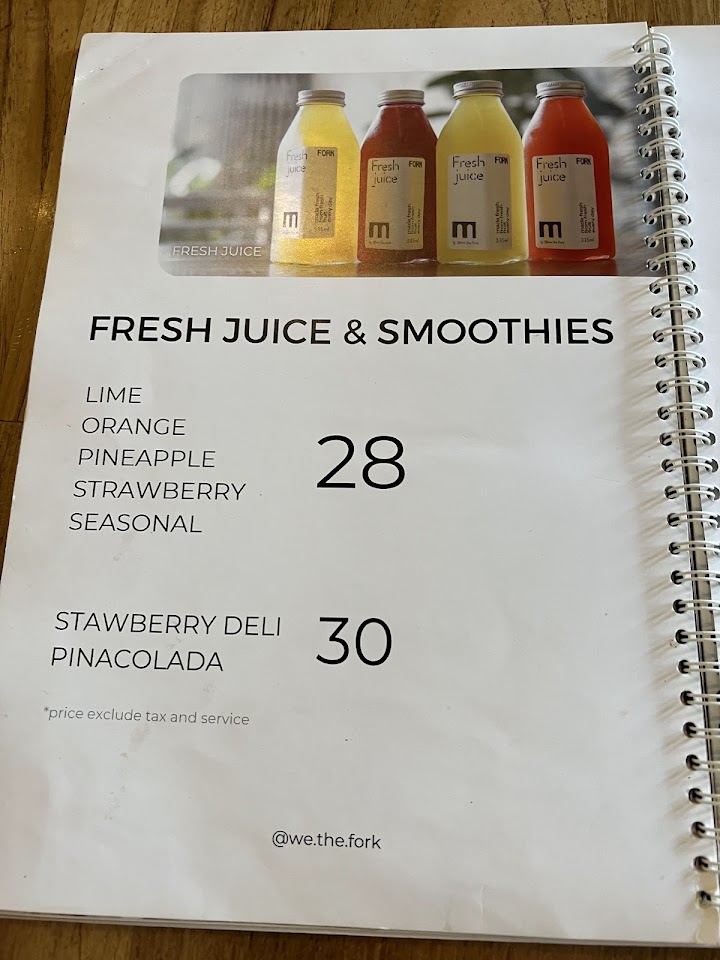 Fresh juice FORK
m
Fresh juice FORK
m
Fresh juice FORK
m
Fresh juice FORK
m
FRESH JUICE
FRESH JUICE & SMOOTHIES
LIME
ORANGE
PINEAPPLE
STRAWBERRY
SEASONAL
28
STAWBERRY DELI
PINACOLADA
30
*price exclude tax and service
@we.the.fork